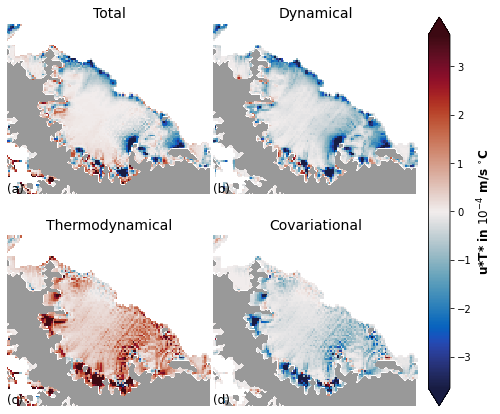 Total
Dynamical
(a)
(b)
Thermodynamical
Covariational
(c)
(d)
3
2
1
0
−1
−2
−3
u*T* in 10⁻⁴ m/s °C